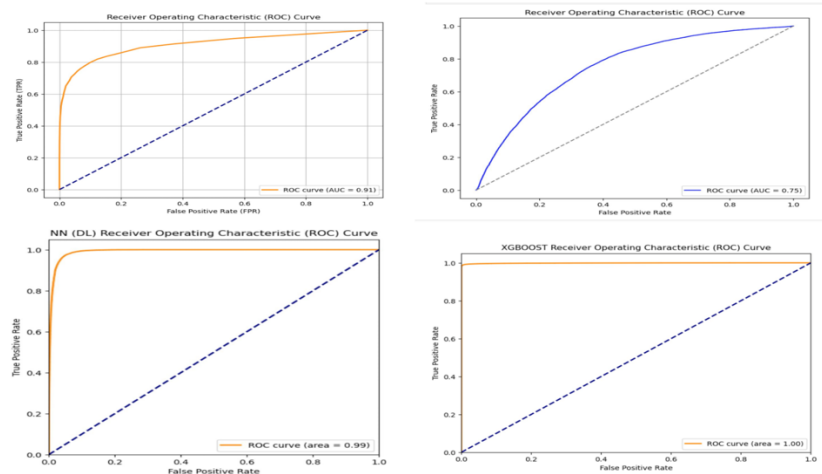 Receiver Operating Characteristic (ROC) Curve
True Positive Rate (TPR)
1.0
0.8
0.6
0.4
0.2
0.0
ROC curve (AUC = 0.91)
0.0 0.2 0.4 0.6 0.8 1.0
False Positive Rate (FPR)
Receiver Operating Characteristic (ROC) Curve
True Positive Rate
1.0
0.8
0.6
0.4
0.2
0.0
ROC curve (AUC = 0.75)
0.0 0.2 0.4 0.6 0.8 1.0
False Positive Rate
NN (DL) Receiver Operating Characteristic (ROC) Curve
True Positive Rate
1.0
0.8
0.6
0.4
0.2
0.0
ROC curve (area = 0.99)
0.0 0.2 0.4 0.6 0.8 1.0
False Positive Rate
XGBOOST Receiver Operating Characteristic (ROC) Curve
True Positive Rate
1.0
0.8
0.6
0.4
0.2
0.0
ROC curve (area = 1.00)
0.0 0.2 0.4 0.6 0.8 1.0
False Positive Rate